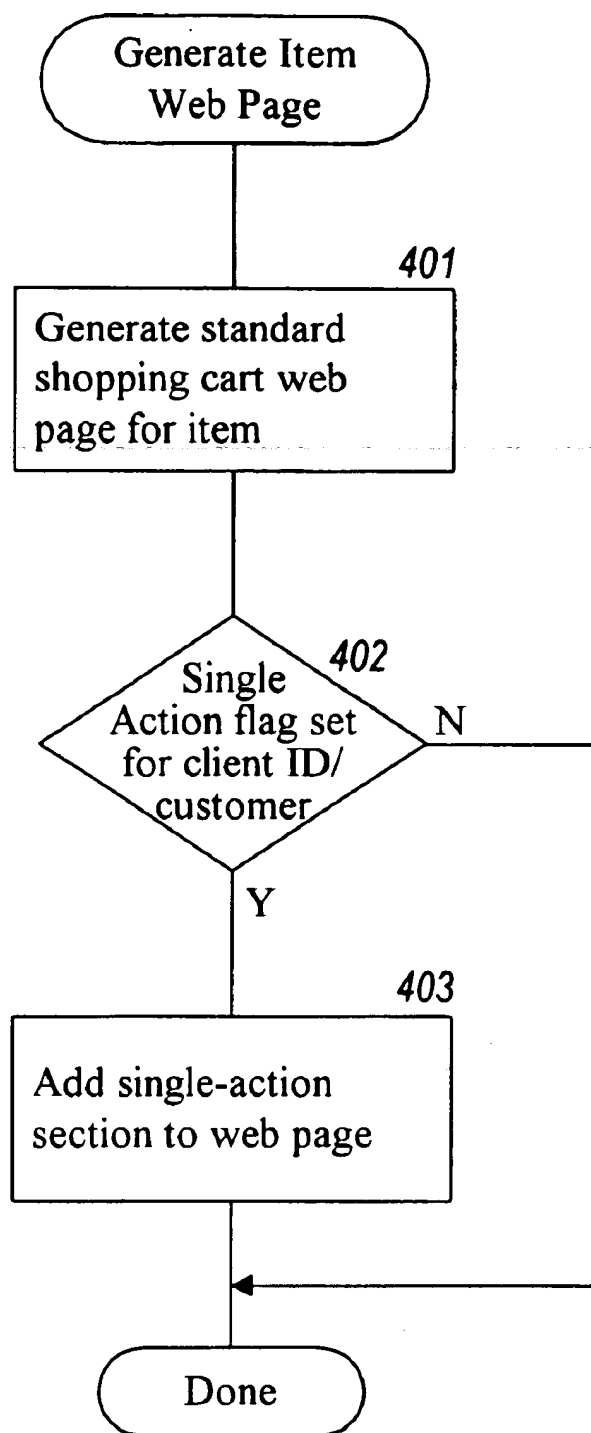 Generate Item
Web Page
401
Generate standard
shopping cart web
page for item
402
Single
Action flag set
for client ID/
customer
N
Y
403
Add single-action
section to web page
Done